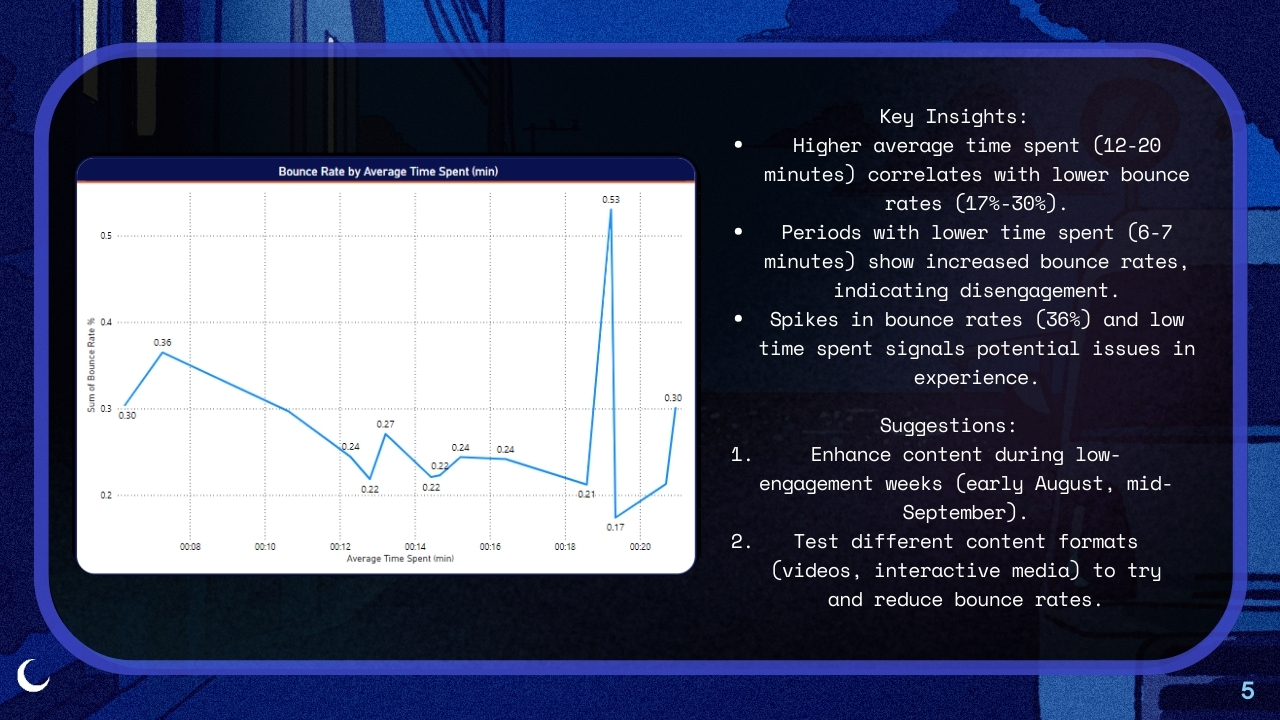 Bounce Rate by Average Time Spent (min)
Sum of Bounce Rate %
0.5
0.4
0.3
0.2
0.30
0.36
0.24
0.22
0.27
0.22
0.22
0.24
0.24
0.21
0.53
0.17
0.30
00:08 00:10 00:12 00:14 00:16 00:18 00:20
Average Time Spent (min)
Key Insights:
• Higher average time spent (12-20
minutes) correlates with lower bounce
rates (17%-30%).
• Periods with lower time spent (6-7
minutes) show increased bounce rates,
indicating disengagement.
• Spikes in bounce rates (36%) and low
time spent signals potential issues in
experience.
Suggestions:
1. Enhance content during low-
engagement weeks (early August, mid-
September).
2. Test different content formats
(videos, interactive media) to try
and reduce bounce rates.
5